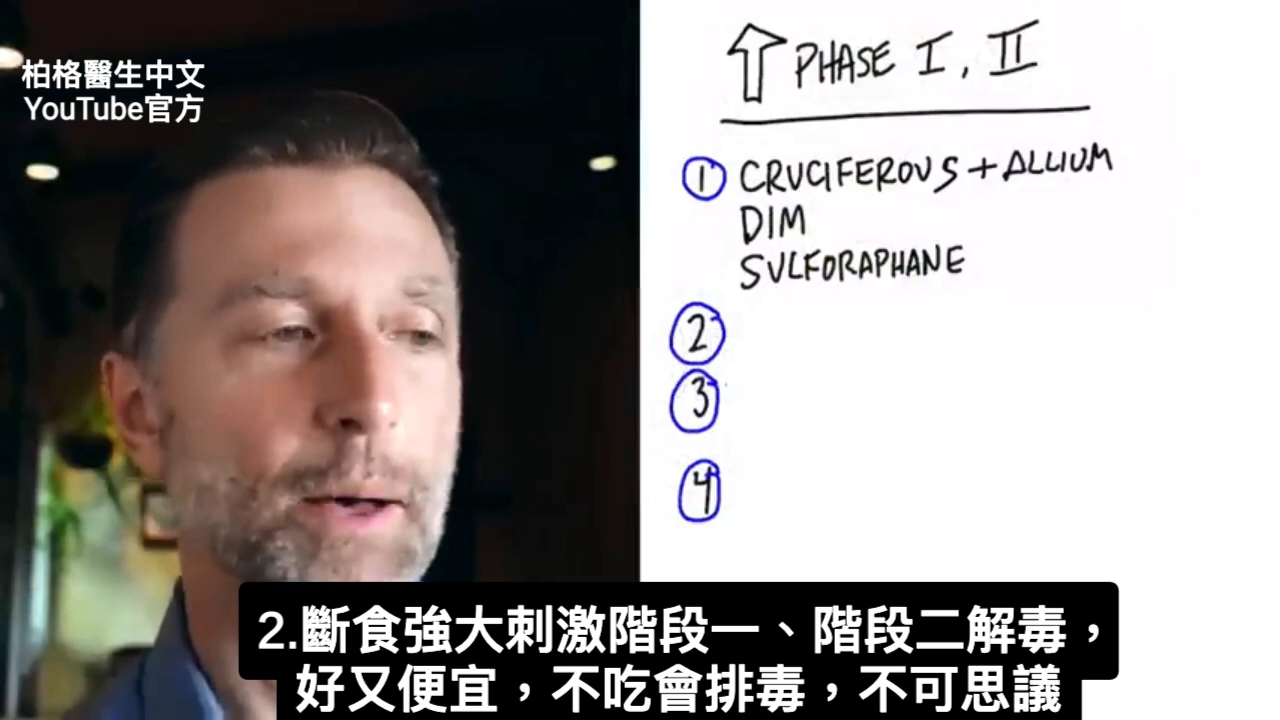 柏格醫生中文
YouTube官方
⇧ PHASE I, II
① CRUCIFEROUS + ALLIUM
DIM
SULFORAPHANE
②
③
④
2.斷食強大刺激階段一、階段二解毒，
好又便宜，不吃會排毒，不可思議